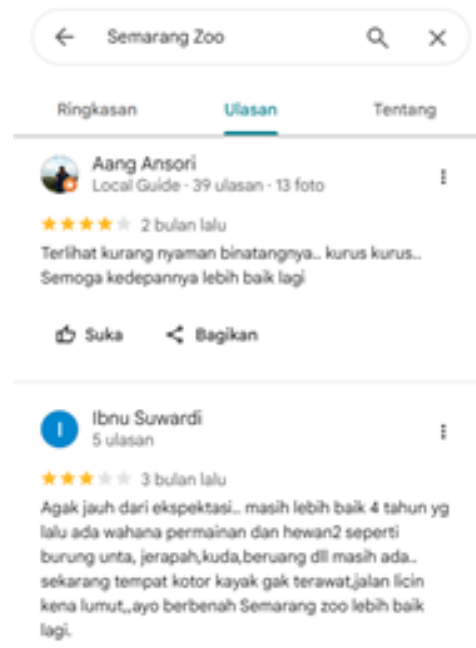 Semarang Zoo
Ringkasan Ulasan Tentang
Aang Ansori
Local Guide · 39 ulasan · 13 foto
2 bulan lalu
Terlihat kurang nyaman binatangnya.. kurus kurus..
Semoga kedepannya lebih baik lagi
Suka Bagikan
I
Ibnu Suwardi
5 ulasan
3 bulan lalu
Agak jauh dari ekspektasi.. masih lebih baik 4 tahun yg
lalu ada wahana permainan dan hewan2 seperti
burung unta, jerapah,kuda,beruang dll masih ada..
sekarang tempat kotor kayak gak terawat,jalan licin
kena lumut,,ayo berbenah Semarang zoo lebih baik
lagi.